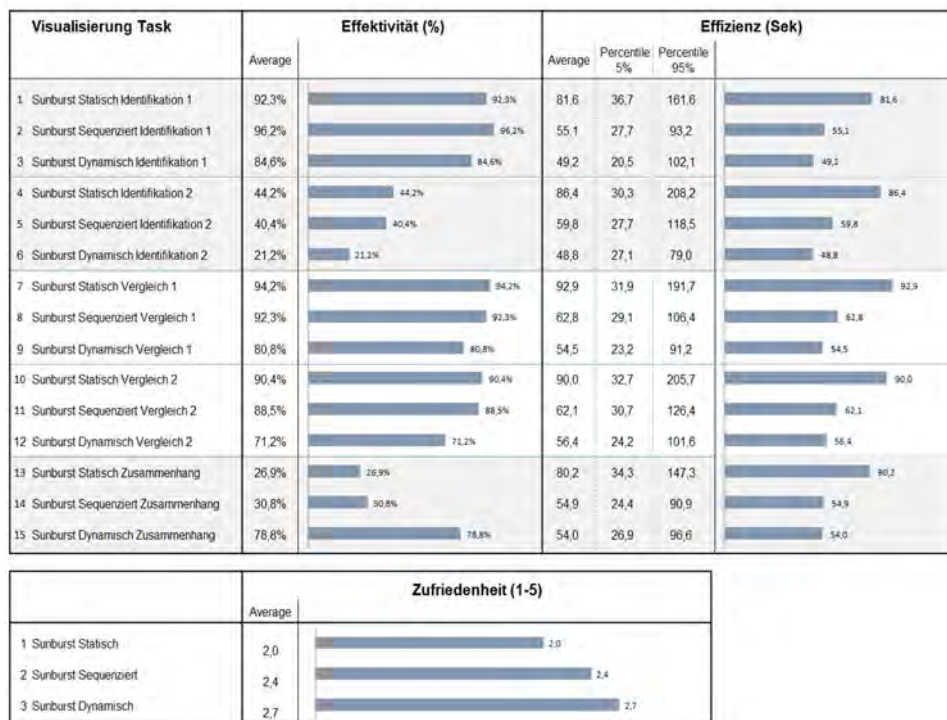 Visualisierung Task Effektivität (%) Effizienz (Sek)
Average Average Percentile 5% Percentile 95%
1 Sunburst Statisch Identifikation 1 92,3% 92,3% 81,6 36,7 161,6 81,6
2 Sunburst Sequenziert Identifikation 1 96,2% 96,2% 55,1 27,7 93,2 55,1
3 Sunburst Dynamisch Identifikation 1 84,6% 84,6% 49,2 20,5 102,1 49,2
4 Sunburst Statisch Identifikation 2 44,2% 44,2% 86,4 30,3 208,2 86,4
5 Sunburst Sequenziert Identifikation 2 40,4% 40,4% 59,8 27,7 118,5 59,8
6 Sunburst Dynamisch Identifikation 2 21,2% 21,2% 48,8 27,1 79,0 48,8
7 Sunburst Statisch Vergleich 1 94,2% 94,2% 92,9 31,9 191,7 92,9
8 Sunburst Sequenziert Vergleich 1 92,3% 92,3% 62,8 29,1 106,4 62,8
9 Sunburst Dynamisch Vergleich 1 80,8% 80,8% 54,5 23,2 91,2 54,5
10 Sunburst Statisch Vergleich 2 90,4% 90,4% 90,0 32,7 205,7 90,0
11 Sunburst Sequenziert Vergleich 2 88,5% 88,5% 62,1 30,7 126,4 62,1
12 Sunburst Dynamisch Vergleich 2 71,2% 71,2% 56,4 24,2 101,6 56,4
13 Sunburst Statisch Zusammenhang 26,9% 26,9% 80,2 34,3 147,3 80,2
14 Sunburst Sequenziert Zusammenhang 30,8% 30,8% 54,9 24,4 90,9 54,9
15 Sunburst Dynamisch Zusammenhang 78,8% 78,8% 54,0 26,9 96,6 54,0
Zufriedenheit (1-5)
Average
1 Sunburst Statisch 2,0 2,0
2 Sunburst Sequenziert 2,4 2,4
3 Sunburst Dynamisch 2,7 2,7